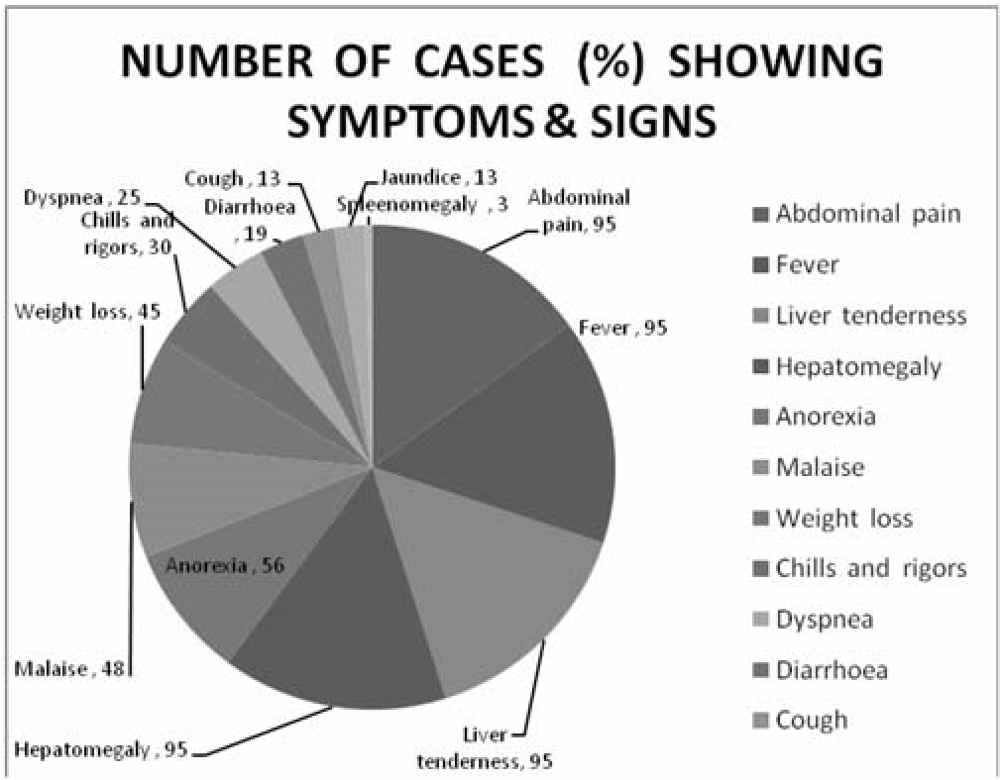 NUMBER OF CASES (%) SHOWING
SYMPTOMS & SIGNS
Cough , 13
Jaundice , 13
Dyspnea , 25
Diarrhoea
, 19
Spleenomegaly , 3
Abdominal
pain, 95
Chills and
rigors, 30
Weight loss, 45
Fever , 95
Anorexia , 56
Malaise , 48
Hepatomegaly , 95
Liver
tenderness, 95
Abdominal pain
Fever
Liver tenderness
Hepatomegaly
Anorexia
Malaise
Weight loss
Chills and rigors
Dyspnea
Diarrhoea
Cough